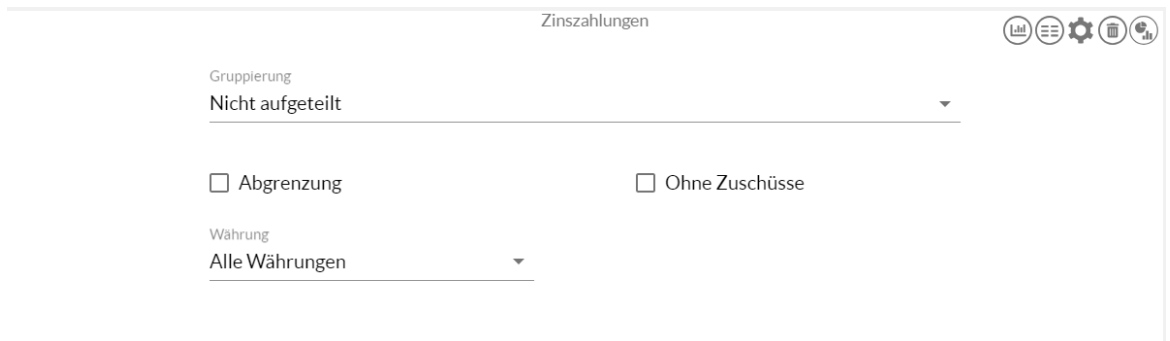 Zinszahlungen
Gruppierung
Nicht aufgeteilt
Abgrenzung
Ohne Zuschüsse
Währung
Alle Währungen